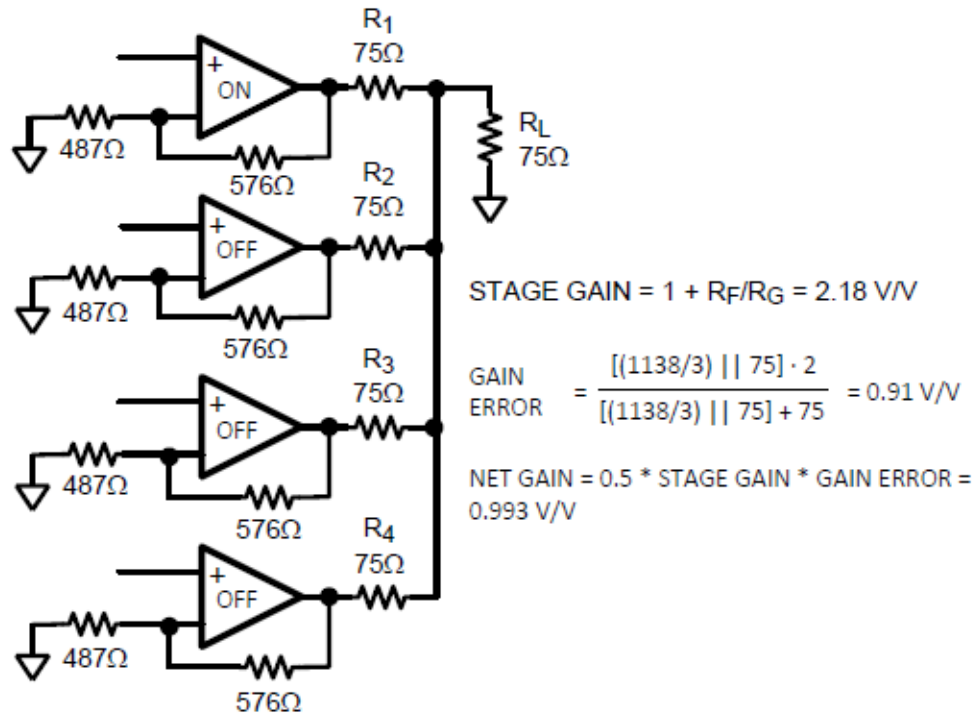 R1
75Ω
+
ON
487Ω
576Ω
RL
75Ω
R2
75Ω
+
OFF
487Ω
576Ω
STAGE GAIN = 1 + RF/RG = 2.18 V/V
R3
75Ω
GAIN ERROR = [(1138/3) || 75] · 2 / [(1138/3) || 75] + 75 = 0.91 V/V
+
OFF
487Ω
576Ω
NET GAIN = 0.5 * STAGE GAIN * GAIN ERROR =
0.993 V/V
R4
75Ω
+
OFF
487Ω
576Ω